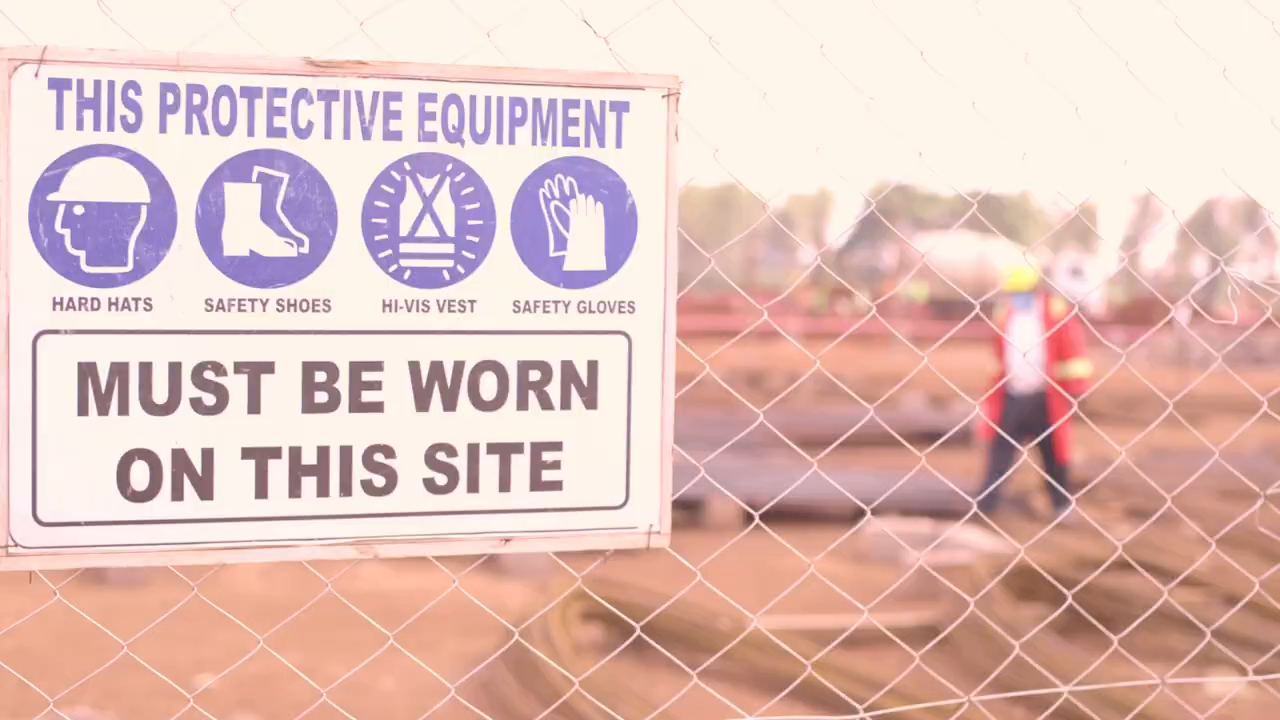 THIS PROTECTIVE EQUIPMENT
HARD HATS SAFETY SHOES HI-VIS VEST SAFETY GLOVES
MUST BE WORN
ON THIS SITE